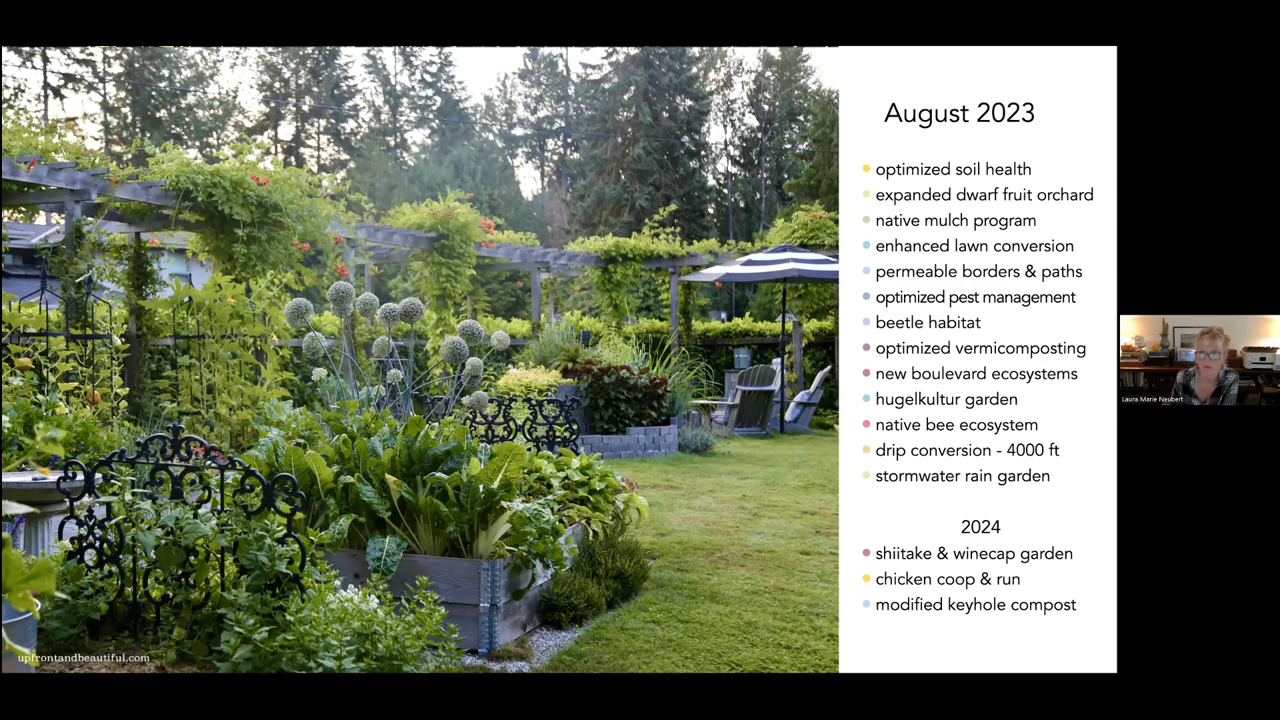 August 2023
optimized soil health
expanded dwarf fruit orchard
native mulch program
enhanced lawn conversion
permeable borders & paths
optimized pest management
beetle habitat
optimized vermicomposting
new boulevard ecosystems
hugelkultur garden
native bee ecosystem
drip conversion - 4000 ft
stormwater rain garden
2024
shiitake & winecap garden
chicken coop & run
modified keyhole compost
upfrontandbeautiful.com
Laura Marie Neubert